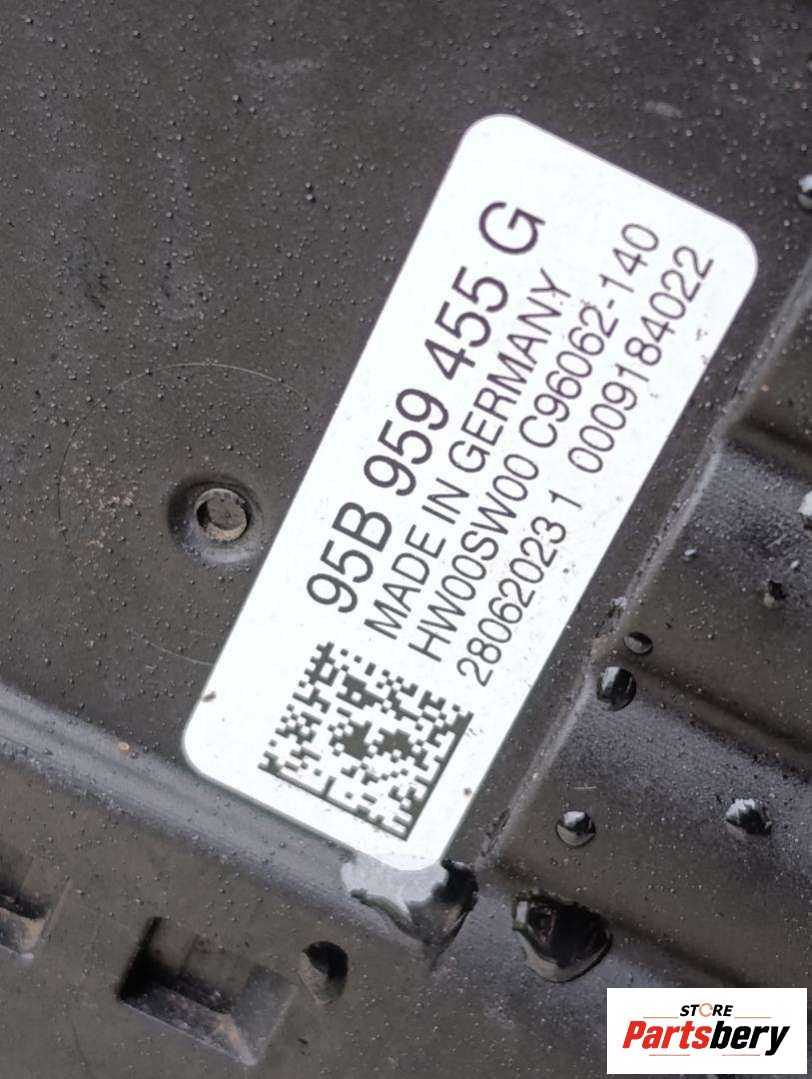 95B 959 455 G
MADE IN GERMANY
HW00SW00 C96062-140
28062023 1 0009184022
STORE
Partsbery